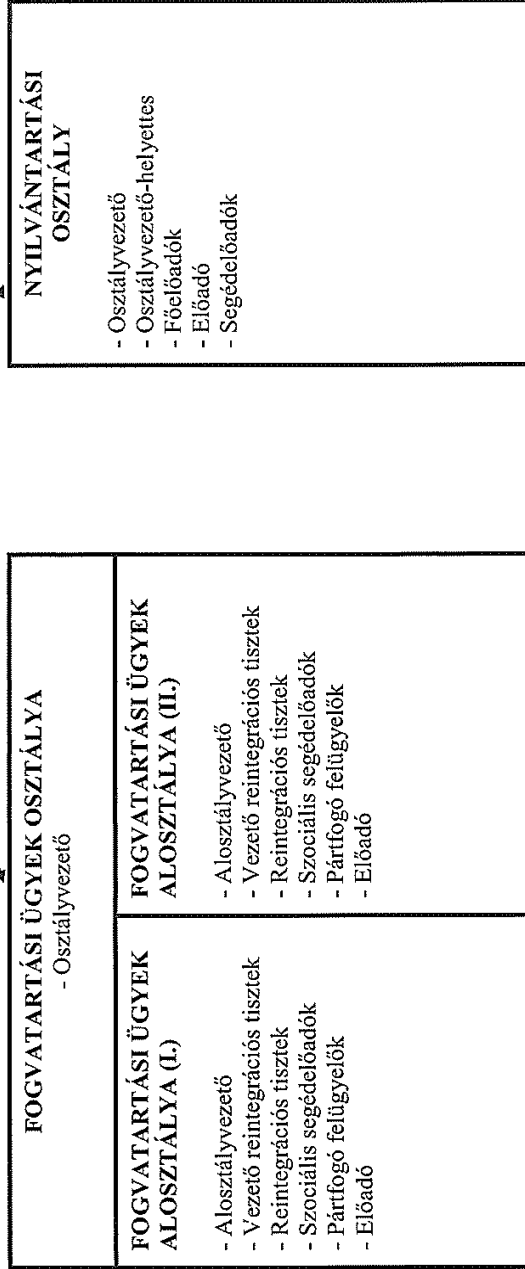 FOGVATARTÁSI ÜGYEK OSZTÁLYA
- Osztályvezető
FOGVATARTÁSI ÜGYEK
ALOSZTÁLYA (I.)
- Alosztályvezető
- Vezető reintegrációs tisztek
- Reintegrációs tisztek
- Szociális segédelőadók
- Pártfogó felügyelők
- Előadó
FOGVATARTÁSI ÜGYEK
ALOSZTÁLYA (II.)
- Alosztályvezető
- Vezető reintegrációs tisztek
- Reintegrációs tisztek
- Szociális segédelőadók
- Pártfogó felügyelők
- Előadó
NYILVÁNTARTÁSI
OSZTÁLY
- Osztályvezető
- Osztályvezető-helyettes
- Főelőadók
- Előadó
- Segédelőadók